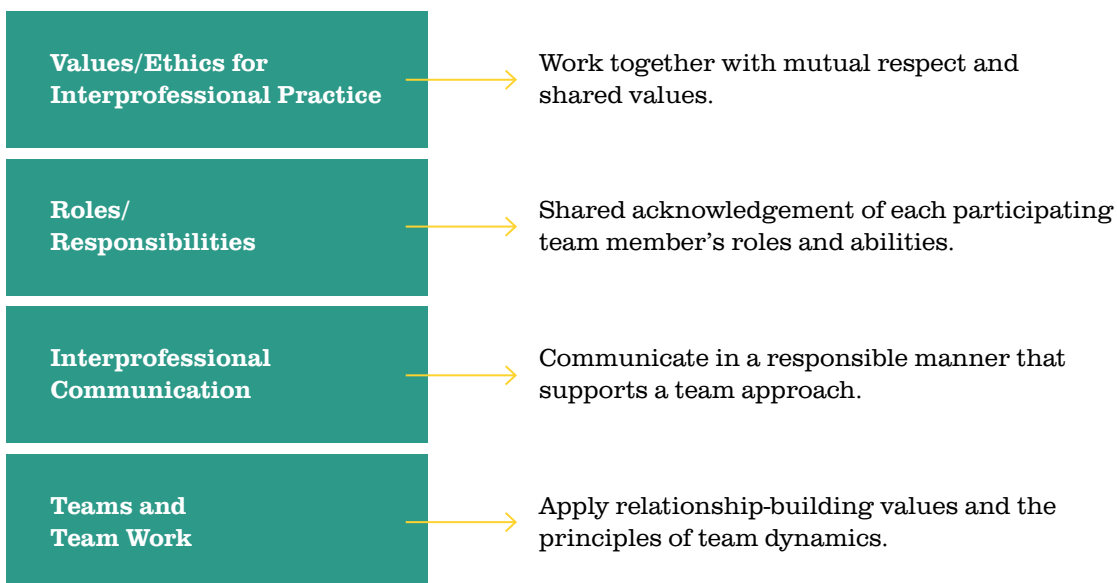 Values/Ethics for
Interprofessional Practice
Work together with mutual respect and
shared values.
Roles/
Responsibilities
Shared acknowledgement of each participating
team member’s roles and abilities.
Interprofessional
Communication
Communicate in a responsible manner that
supports a team approach.
Teams and
Team Work
Apply relationship-building values and the
principles of team dynamics.